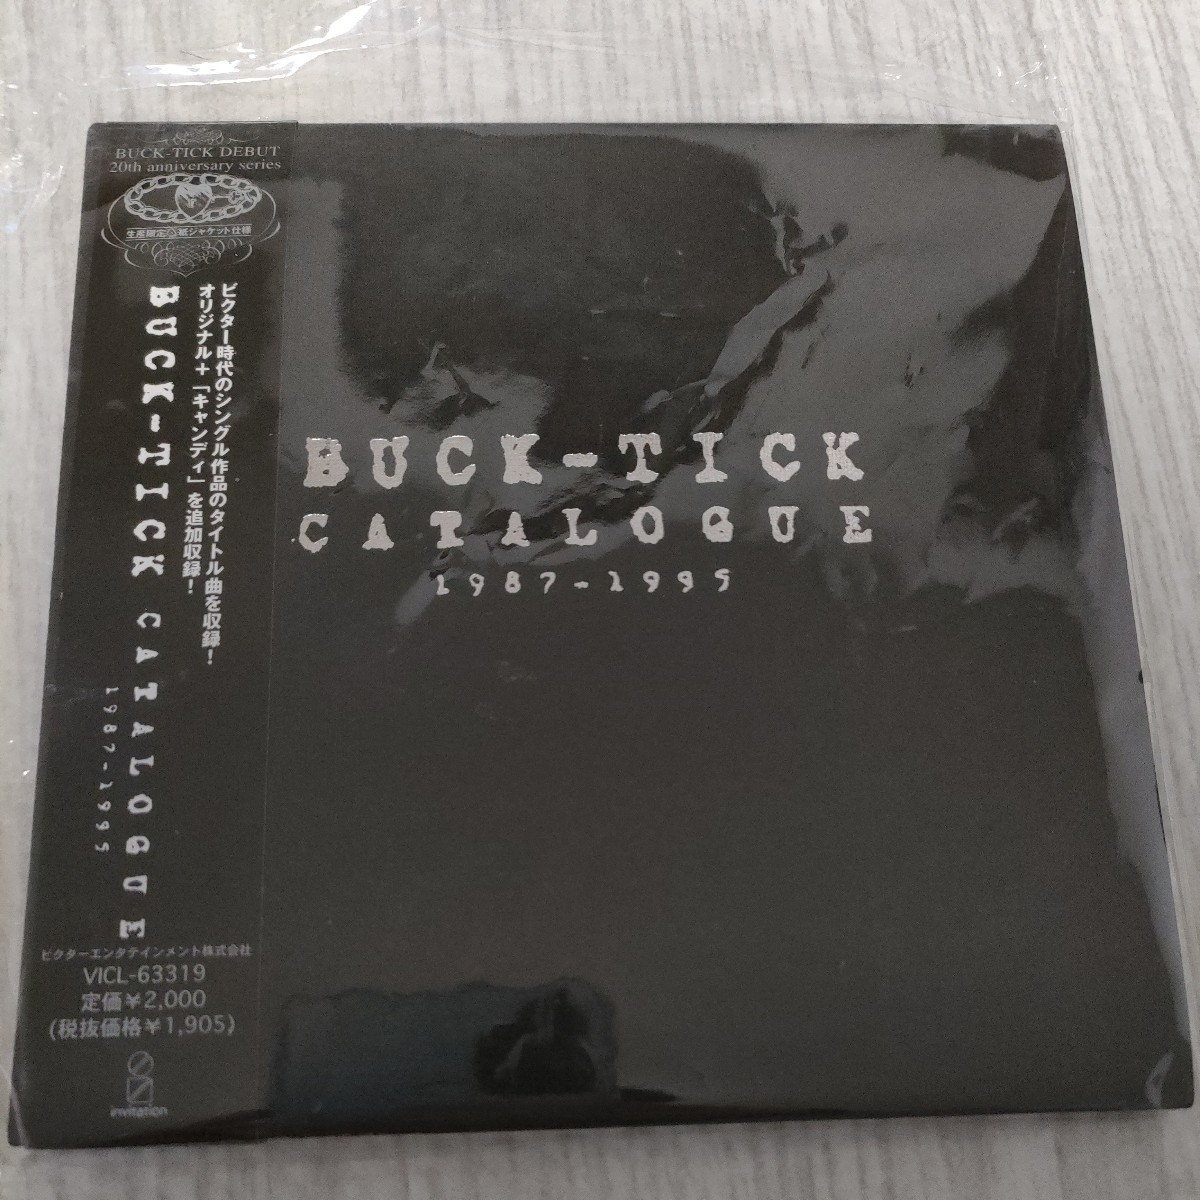 BUCK-TICK DEBUT
20th anniversary series
生産限定 紙ジャケット仕様
ビクター時代のシングル作品のタイトル曲を収録！
オリジナル+「キャンディ」を追加収録！
BUCK-TICK CATALOGUE
1987-1995
ビクターエンタテインメント株式会社
VICL-63319
定価¥2,000
(税抜価格¥1,905)
invitation
BUCK-TICK
CATALOGUE
1987-1995